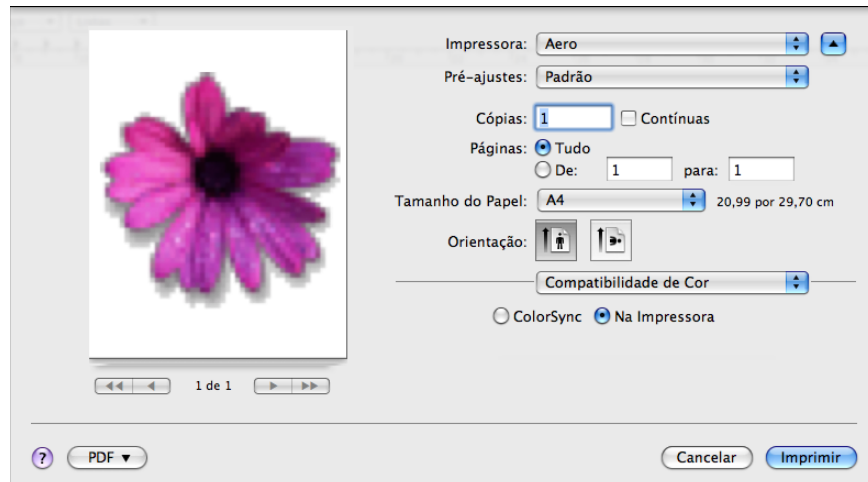 Impressora: Aero
Pré-ajustes: Padrão
Cópias: 1 Contínuas
Páginas: Tudo
De: 1 para: 1
Tamanho do Papel: A4 20,99 por 29,70 cm
Orientação:
Compatibilidade de Cor
ColorSync Na Impressora
1 de 1
? PDF Cancelar Imprimir